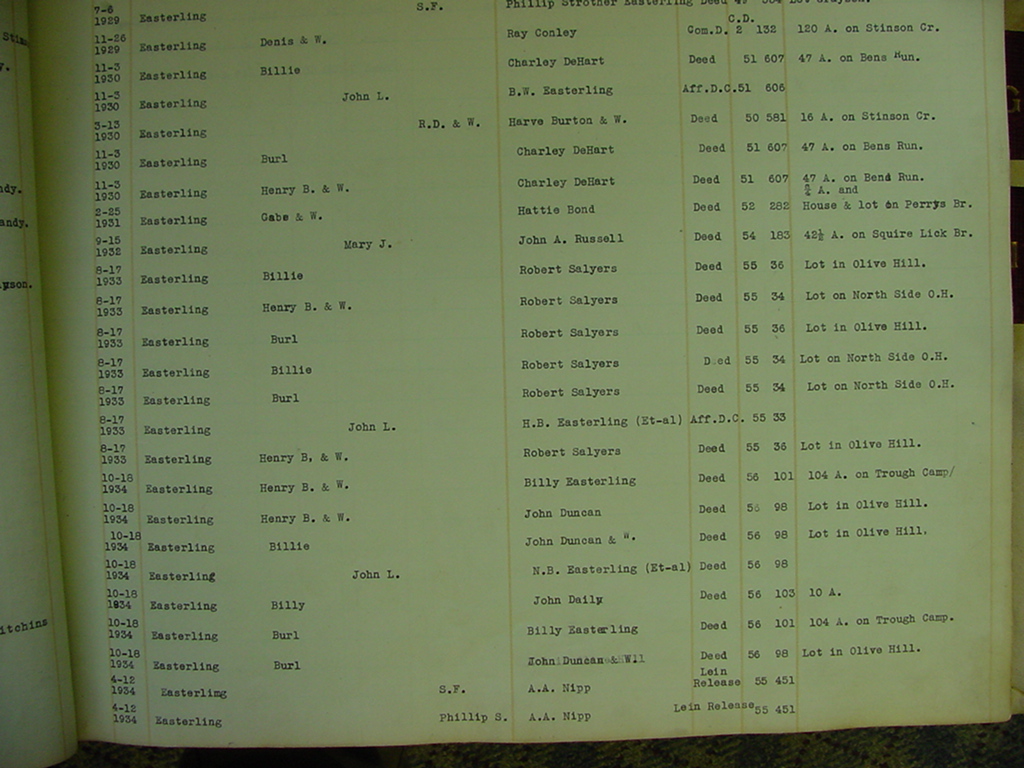 7-6
1929 Easterling S.F. Phillip Strother Easterling Deed 49 Lot Grayson.
C.D.
11-26
1929 Easterling Denis & W. Ray Conley Com.D. 2 132 120 A. on Stinson Cr.
11-3
1930 Easterling Billie Charley DeHart Deed 51 607 47 A. on Bens Run.
11-3
1930 Easterling John L. B.W. Easterling Aff.D.C. 51 606
3-13
1930 Easterling R.D. & W. Harve Burton & W. Deed 50 581 16 A. on Stinson Cr.
11-3
1930 Easterling Burl Charley DeHart Deed 51 607 47 A. on Bens Run.
11-3
1930 Easterling Henry B. & W. Charley DeHart Deed 51 607 47 A. on Bend Run.
A. and
2-25
1931 Easterling Gabe & W. Hattie Bond Deed 52 282 House & lot on Perrys Br.
9-15
1932 Easterling Mary J. John A. Russell Deed 54 183 42½ A. on Squire Lick Br.
8-17
1933 Easterling Billie Robert Salyers Deed 55 36 Lot in Olive Hill.
8-17
1933 Easterling Henry B. & W. Robert Salyers Deed 55 34 Lot on North Side O.H.
8-17
1933 Easterling Burl Robert Salyers Deed 55 36 Lot in Olive Hill.
8-17
1933 Easterling Billie Robert Salyers Deed 55 34 Lot on North Side O.H.
8-17
1933 Easterling Burl Robert Salyers Deed 55 34 Lot on North Side O.H.
8-17
1933 Easterling John L. H.B. Easterling (Et-al) Aff.D.C. 55 33
8-17
1933 Easterling Henry B, & W. Robert Salyers Deed 55 36 Lot in Olive Hill.
10-18
1934 Easterling Henry B. & W. Billy Easterling Deed 56 101 104 A. on Trough Camp/
10-18
1934 Easterling Henry B. & W. John Duncan Deed 56 98 Lot in Olive Hill.
10-18
1934 Easterling Billie John Duncan & W. Deed 56 98 Lot in Olive Hill.
10-18
1934 Easterling John L. N.B. Easterling (Et-al) Deed 56 98
10-18
1934 Easterling Billy John Daily Deed 56 103 10 A.
10-18
1934 Easterling Burl Billy Easterling Deed 56 101 104 A. on Trough Camp.
10-18
1934 Easterling Burl John Duncan & W. Deed 56 98 Lot in Olive Hill.
4-12
1934 Easterling S.F. A.A. Nipp Lein Release 55 451
4-12
1934 Easterling Phillip S. A.A. Nipp Lein Release 55 451